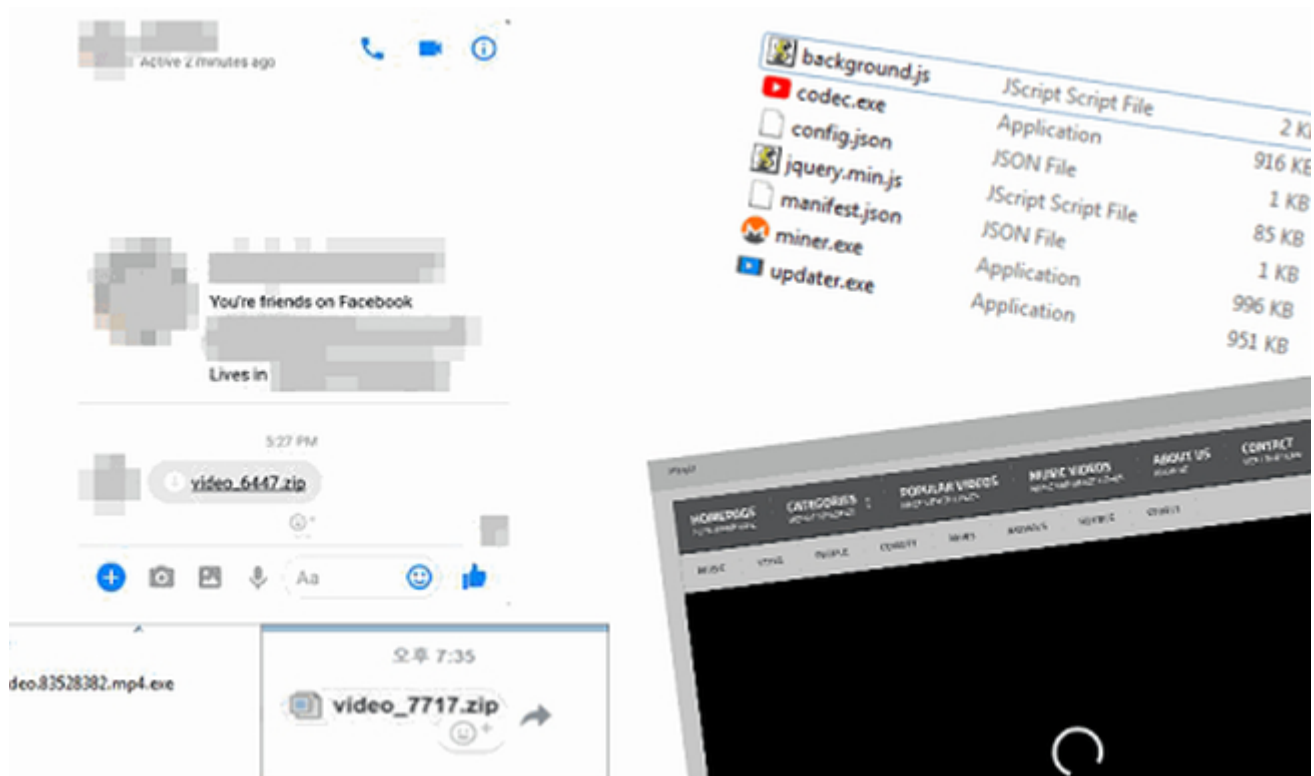 Active 2 minutes ago
You're friends on Facebook
Lives in
5:27 PM
video_6447.zip
Aa
deo.83528382.mp4.exe
오후 7:35
video_7717.zip
background.js JScript Script File 2 KB
codec.exe Application 916 KB
config.json JSON File 1 KB
jquery.min.js JScript Script File 85 KB
manifest.json JSON File 1 KB
miner.exe Application 996 KB
updater.exe Application 951 KB
HOMEPAGE CATEGORIES POPULAR VIDEOS MUSIC VIDEOS ABOUT US CONTACT
MUSIC COMEDY